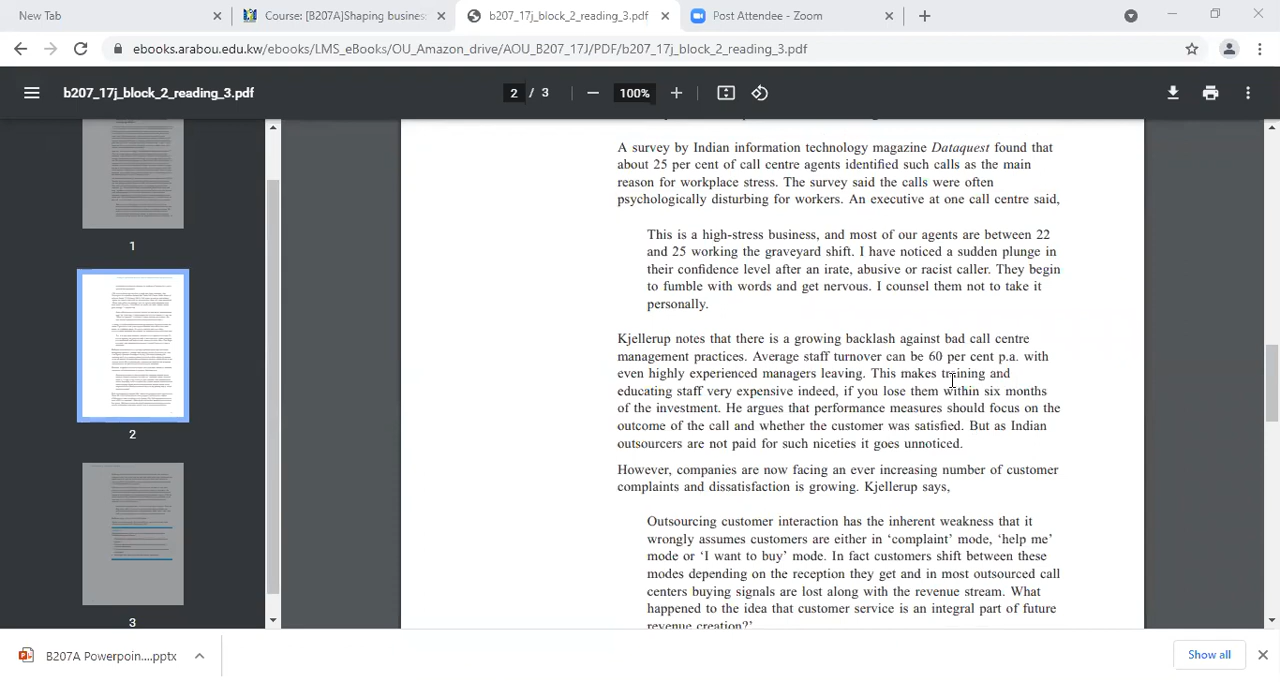 New Tab
Course: [B207A]Shaping busines
b207_17j_block_2_reading_3.pdf
Post Attendee - Zoom
ebooks.arabou.edu.kw/ebooks/LMS_eBooks/OU_Amazon_drive/AOU_B207_17J/PDF/b207_17j_block_2_reading_3.pdf
b207_17j_block_2_reading_3.pdf
2 / 3
100%
A survey by Indian information technology magazine Dataquest found that
about 25 per cent of call centre agents identified such calls as the main
reason for workplace stress. The survey said the calls were often
psychologically disturbing for workers. An executive at one call centre said,
This is a high-stress business, and most of our agents are between 22
and 25 working the graveyard shift. I have noticed a sudden plunge in
their confidence level after an irate, abusive or racist caller. They begin
to fumble with words and get nervous. I counsel them not to take it
personally.
Kjellerup notes that there is a growing backlash against bad call centre
management practices. Average staff turnover can be 60 per cent p.a. with
even highly experienced managers leaving. This makes training and
educating staff very expensive indeed, if you lose them within six months
of the investment. He argues that performance measures should focus on the
outcome of the call and whether the customer was satisfied. But as Indian
outsourcers are not paid for such niceties it goes unnoticed.
However, companies are now facing an ever increasing number of customer
complaints and dissatisfaction is growing. Kjellerup says,
Outsourcing customer interaction has the inherent weakness that it
wrongly assumes customers are either in ‘complaint’ mode, ‘help me’
mode or ‘I want to buy’ mode. In fact customers shift between these
modes depending on the reception they get and in most outsourced call
centers buying signals are lost along with the revenue stream. What
happened to the idea that customer service is an integral part of future
revenue creation?’
1
2
3
B207A Powerpoin....pptx
Show all